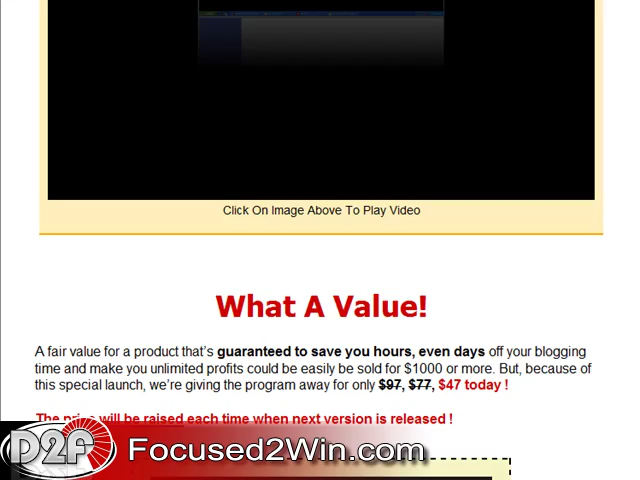 Click On Image Above To Play Video
What A Value!
A fair value for a product that's guaranteed to save you hours, even days off your blogging
time and make you unlimited profits could be easily be sold for $1000 or more. But, because of
this special launch, we're giving the program away for only $97, $77, $47 today !
The price will be raised each time when next version is released !
D2F Focused2Win.com